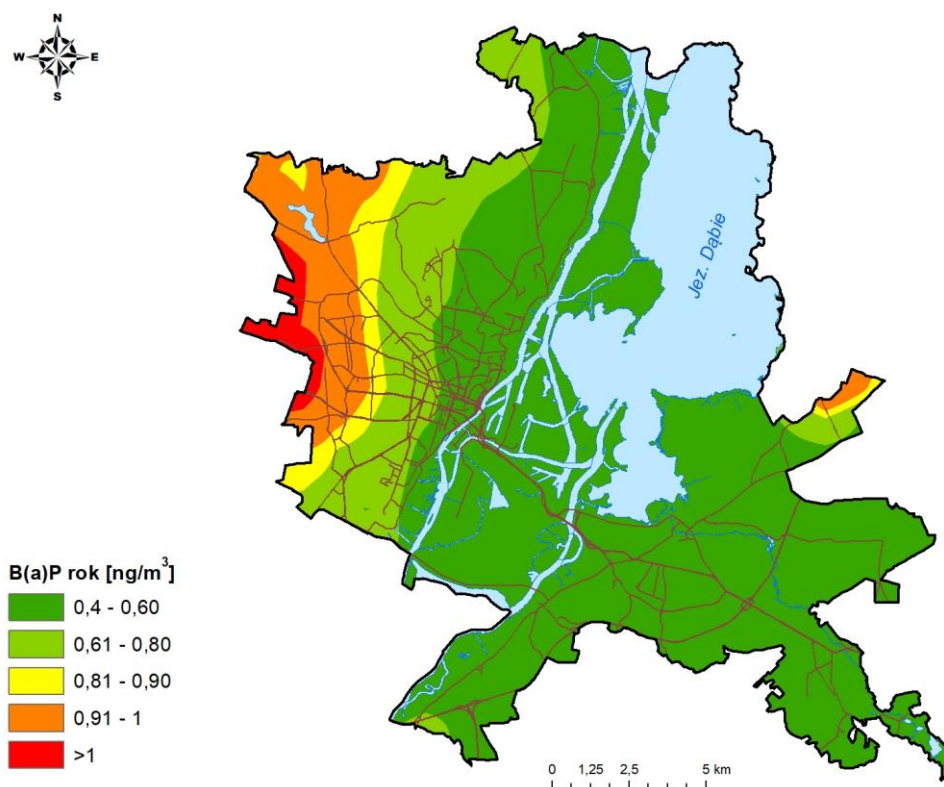 N
W E
S
Jez. Dąbie
B(a)P rok [ng/m³]
0,4 - 0,60
0,61 - 0,80
0,81 - 0,90
0,91 - 1
>1
0 1,25 2,5 5 km